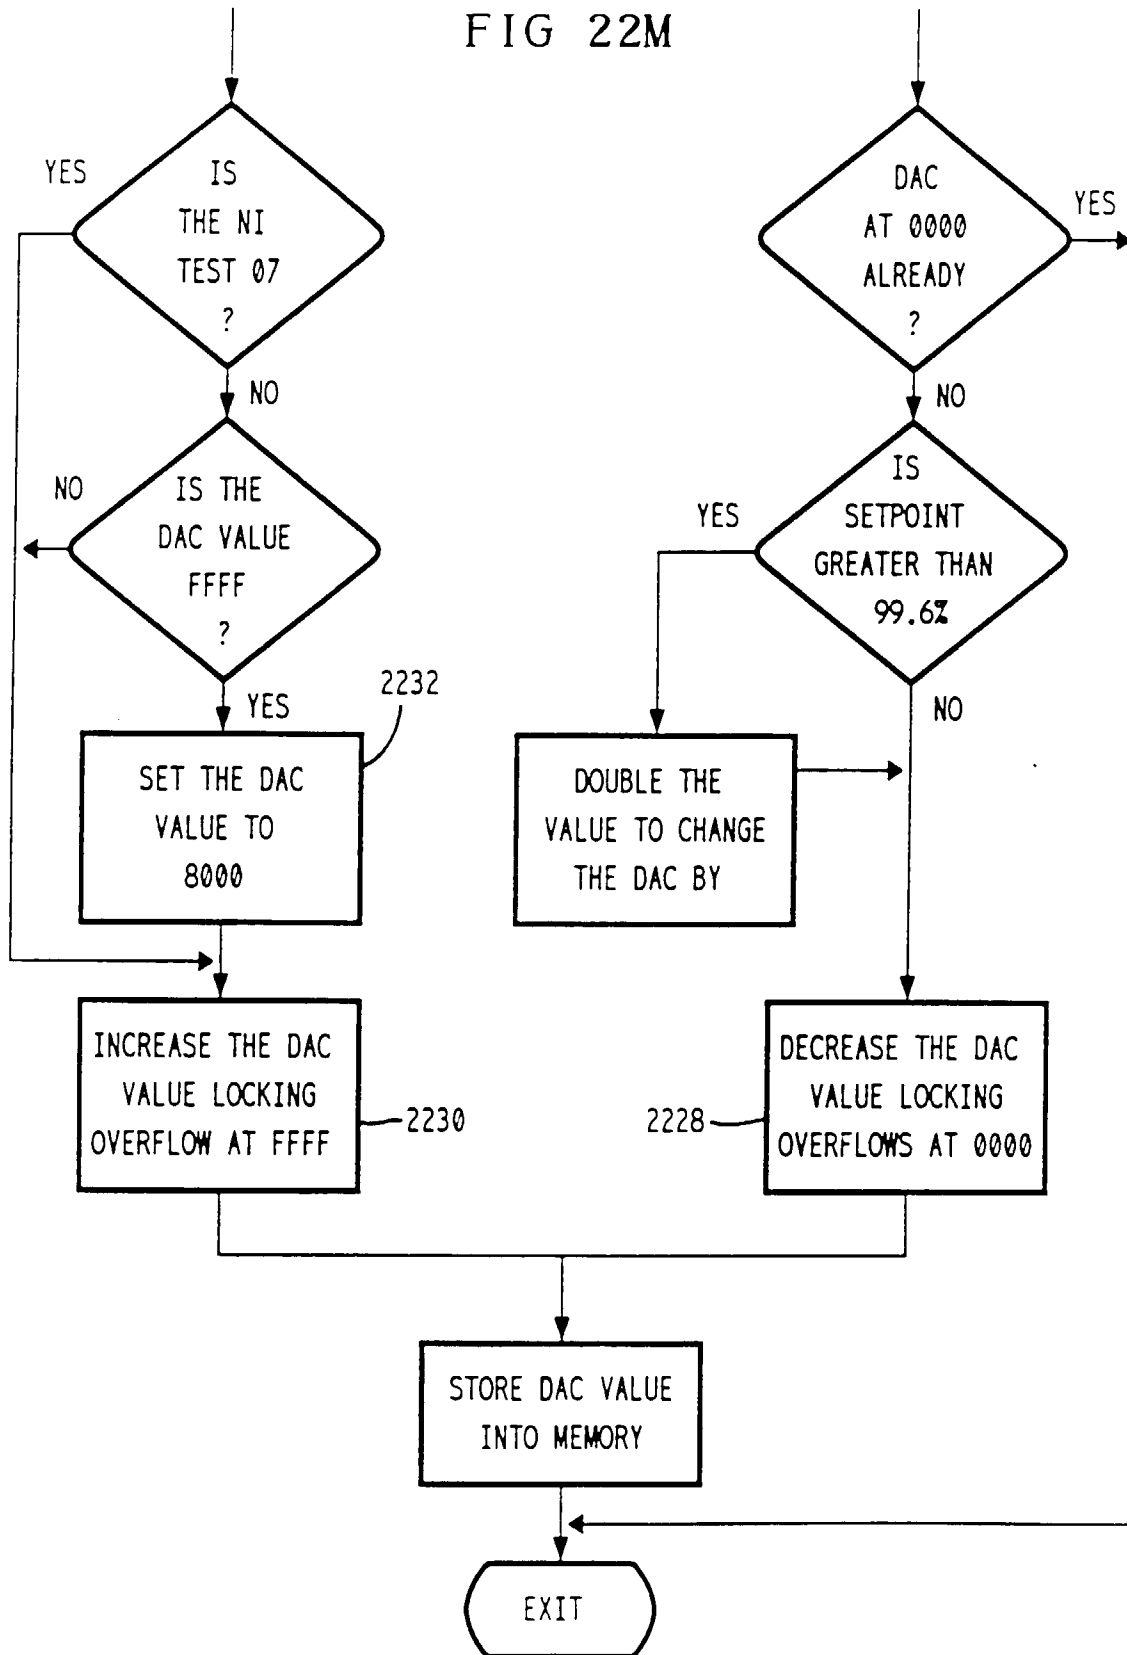 FIG 22M
YES
IS
THE NI
TEST 07
?
NO
NO
IS THE
DAC VALUE
FFFF
?
YES
2232
SET THE DAC
VALUE TO
8000
INCREASE THE DAC
VALUE LOCKING
OVERFLOW AT FFFF
2230
DAC
AT 0000
ALREADY
?
YES
NO
IS
SETPOINT
GREATER THAN
99.6%
YES
NO
DOUBLE THE
VALUE TO CHANGE
THE DAC BY
2228
DECREASE THE DAC
VALUE LOCKING
OVERFLOWS AT 0000
STORE DAC VALUE
INTO MEMORY
EXIT